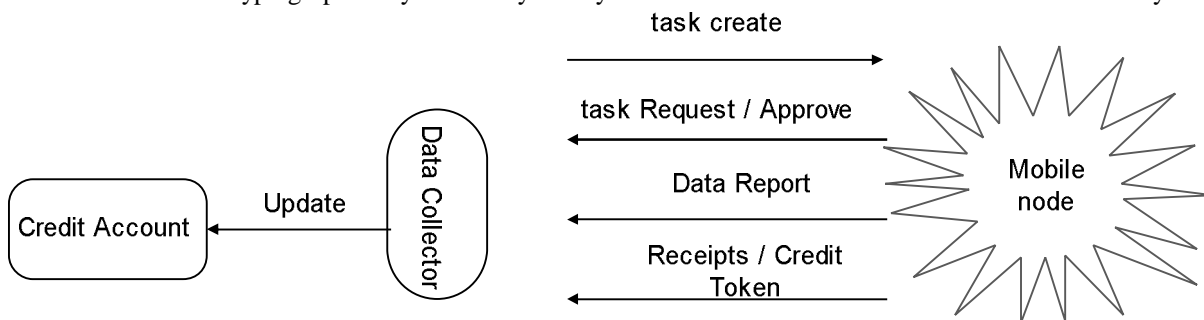 task create
task Request / Approve
Data Report
Receipts / Credit
Token
Mobile
node
Data Collector
Update
Credit Account